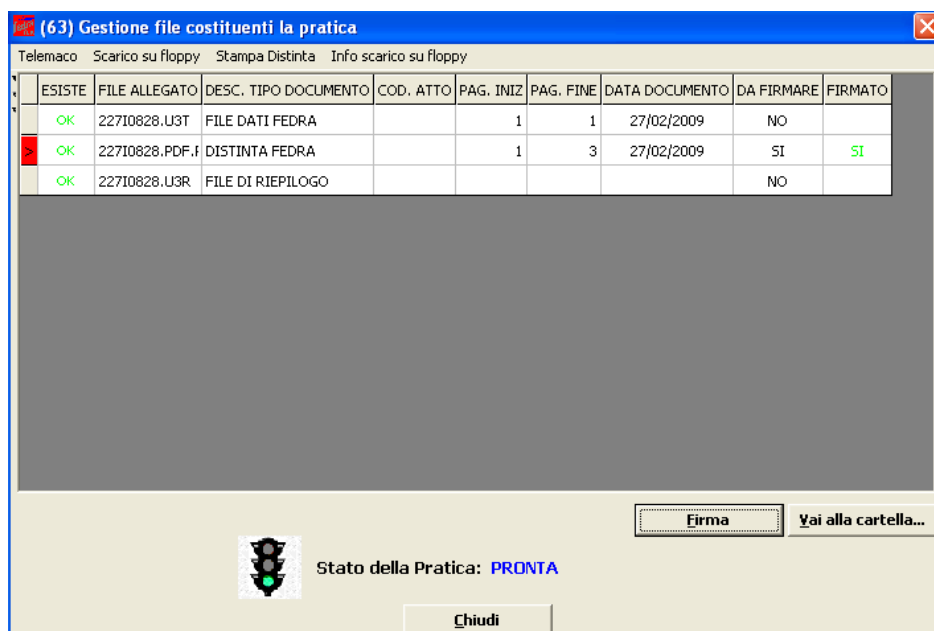 (63) Gestione file costituenti la pratica
Telemaco Scarico su floppy Stampa Distinta Info scarico su floppy
ESISTE FILE ALLEGATO DESC. TIPO DOCUMENTO COD. ATTO PAG. INIZ PAG. FINE DATA DOCUMENTO DA FIRMARE FIRMATO
OK 227I0828.U3T FILE DATI FEDRA 1 1 27/02/2009 NO
> OK 227I0828.PDF.F DISTINTA FEDRA 1 3 27/02/2009 SI SI
OK 227I0828.U3R FILE DI RIEPILOGO NO
Firma Vai alla cartella...
Stato della Pratica: PRONTA
Chiudi